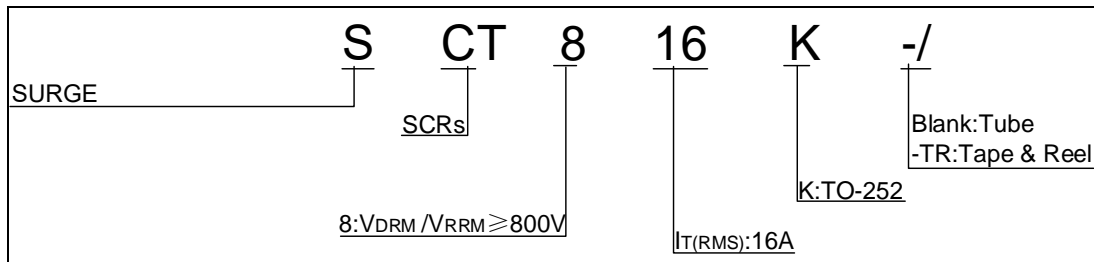 S CT 8 16 K -/
SURGE
SCRs
Blank:Tube
-TR:Tape & Reel
K:TO-252
8:VDRM /VRRM≥800V
IT(RMS):16A